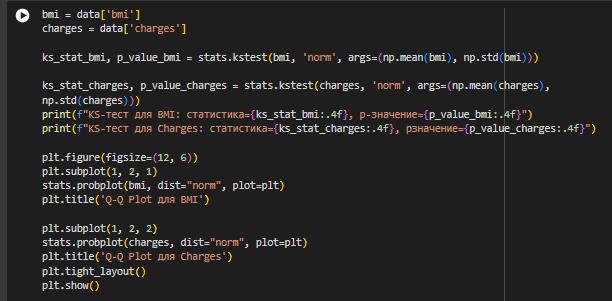 bmi = data['bmi']
charges = data['charges']
ks_stat_bmi, p_value_bmi = stats.kstest(bmi, 'norm', args=(np.mean(bmi), np.std(bmi)))
ks_stat_charges, p_value_charges = stats.kstest(charges, 'norm', args=(np.mean(charges),
np.std(charges)))
print(f"KS-тест для BMI: статистика={ks_stat_bmi:.4f}, p-значение={p_value_bmi:.4f}")
print(f"KS-тест для Charges: статистика={ks_stat_charges:.4f}, pзначение={p_value_charges:.4f}")
plt.figure(figsize=(12, 6))
plt.subplot(1, 2, 1)
stats.probplot(bmi, dist="norm", plot=plt)
plt.title('Q-Q Plot для BMI')
plt.subplot(1, 2, 2)
stats.probplot(charges, dist="norm", plot=plt)
plt.title('Q-Q Plot для Charges')
plt.tight_layout()
plt.show()